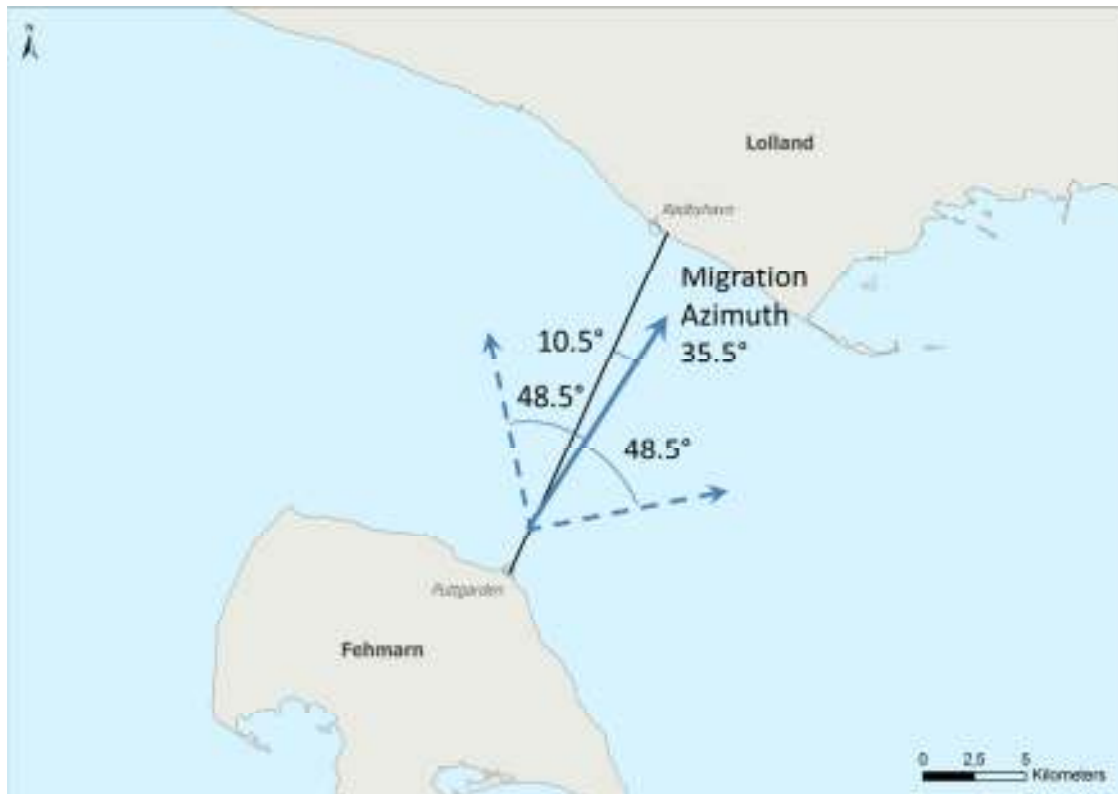 N
Lolland
Rødbyhavn
Migration
Azimuth
35.5°
10.5°
48.5°
48.5°
Puttgarden
Fehmarn
0 2.5 5
Kilometers